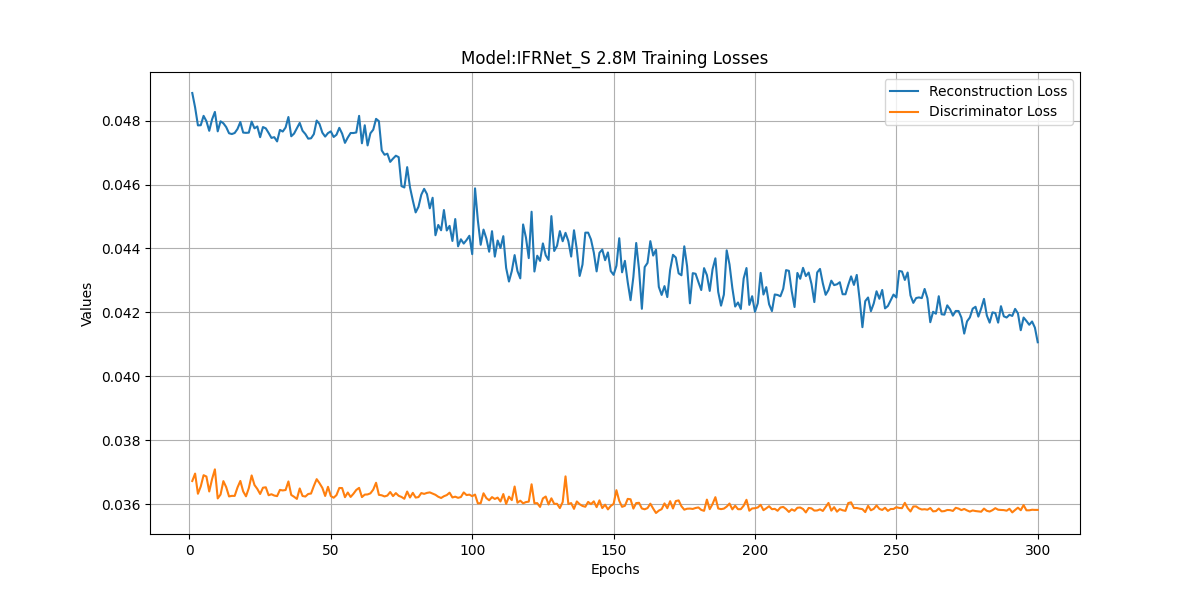 Model:IFRNet_S 2.8M Training Losses
Reconstruction Loss
Discriminator Loss
Values
0.048
0.046
0.044
0.042
0.040
0.038
0.036
0 50 100 150 200 250 300
Epochs